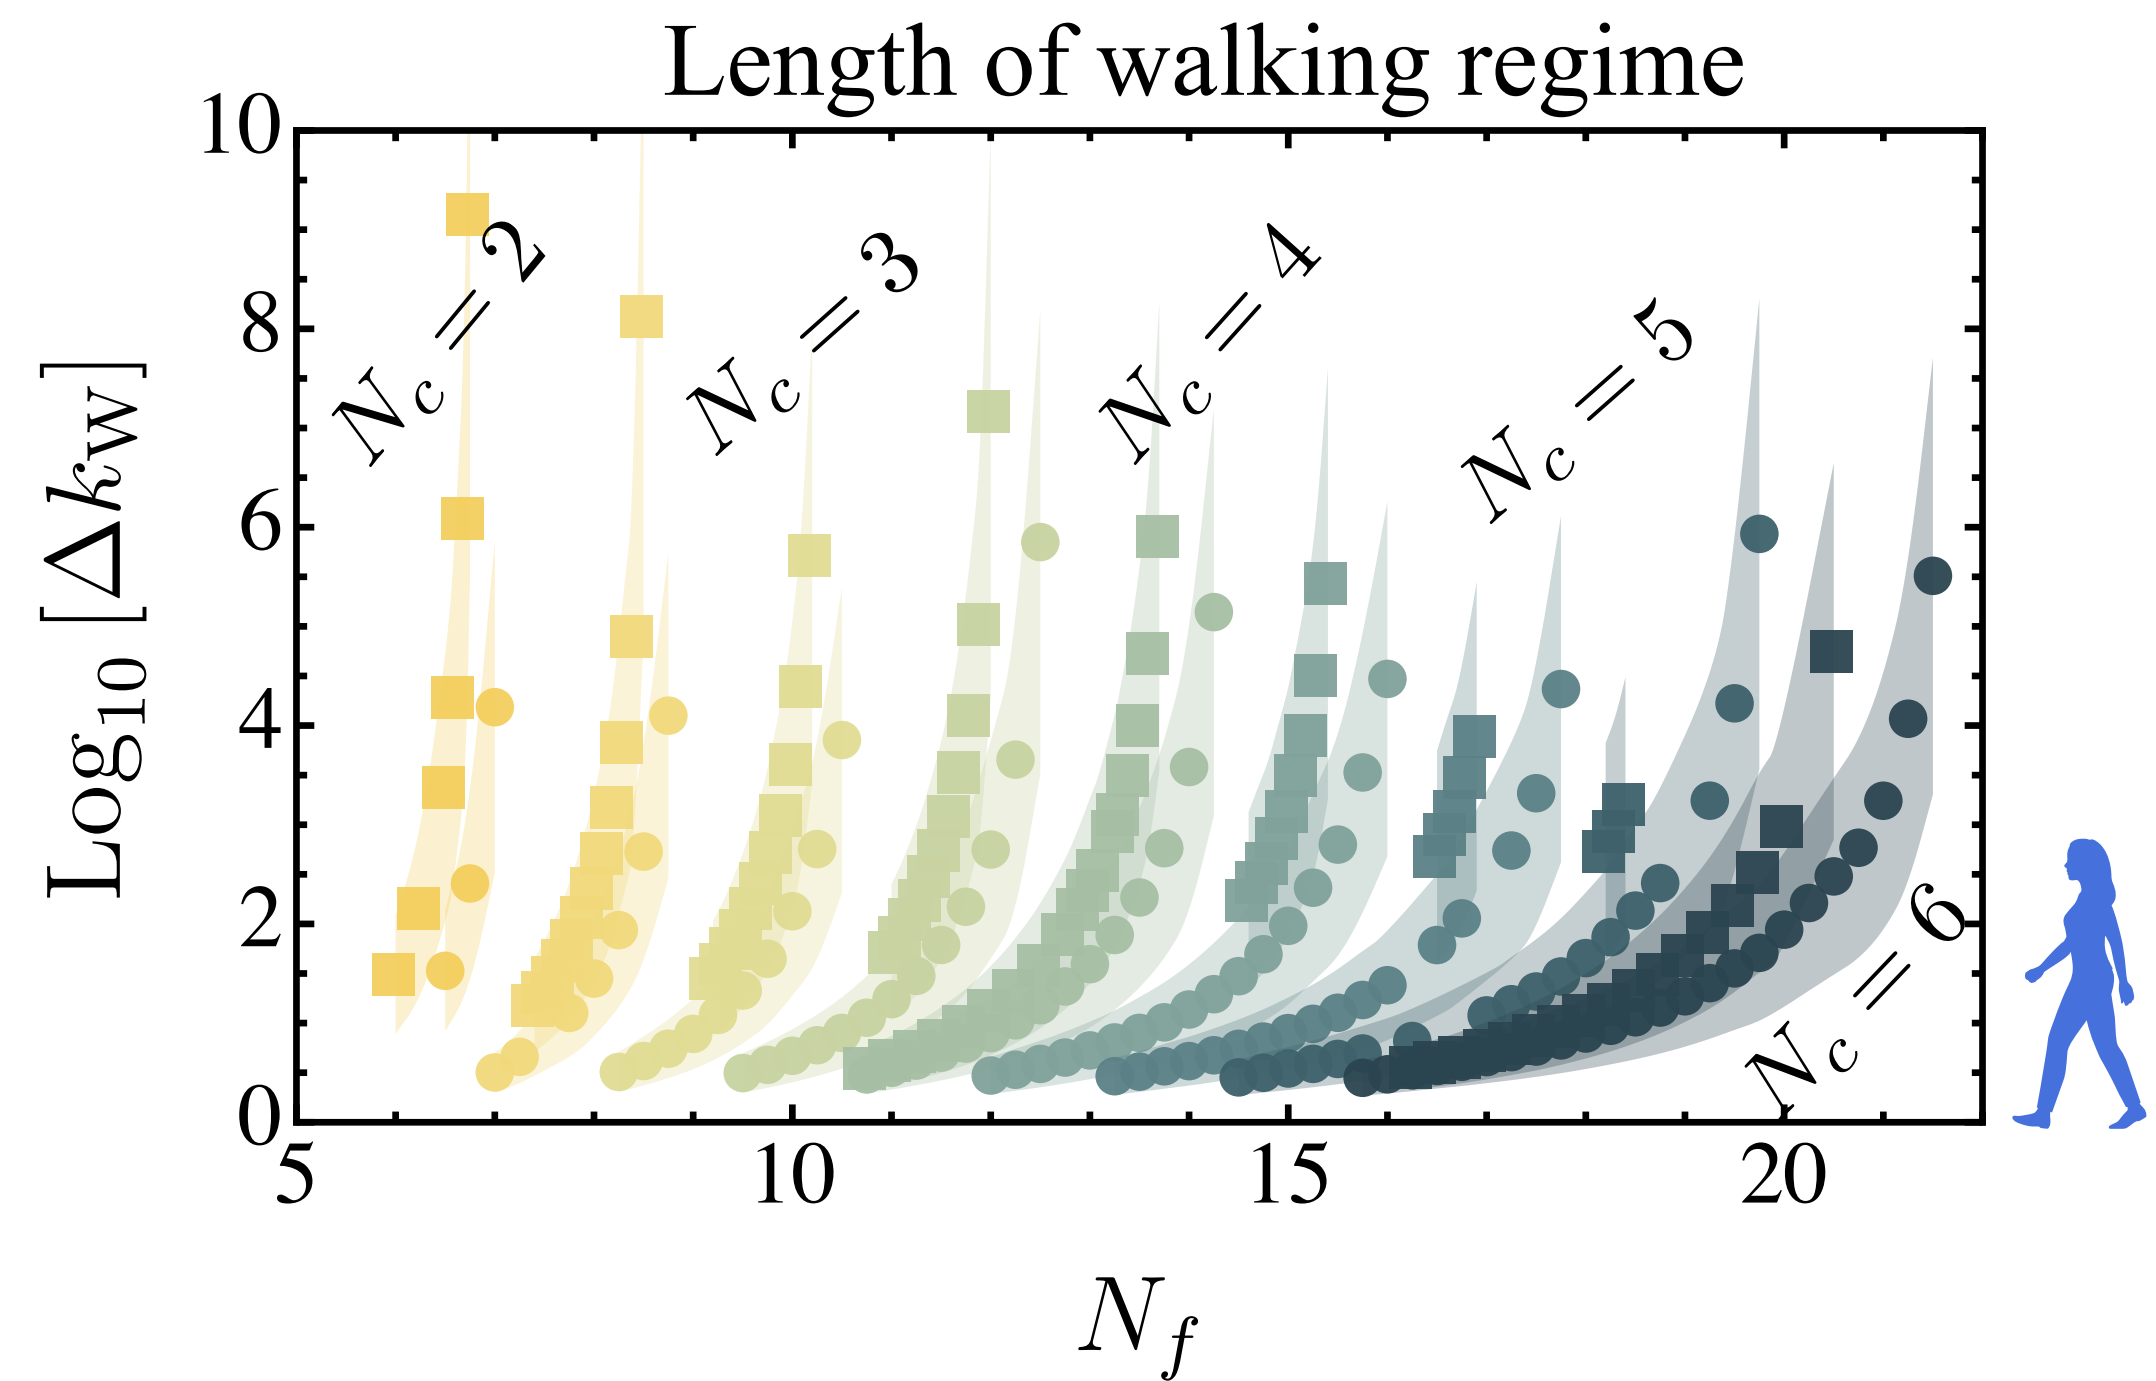 Length of walking regime
Log₁₀ [Δkw]
10
8
6
4
2
0
N_c = 2
N_c = 3
N_c = 4
N_c = 5
N_c = 6
5 10 15 20
N_f